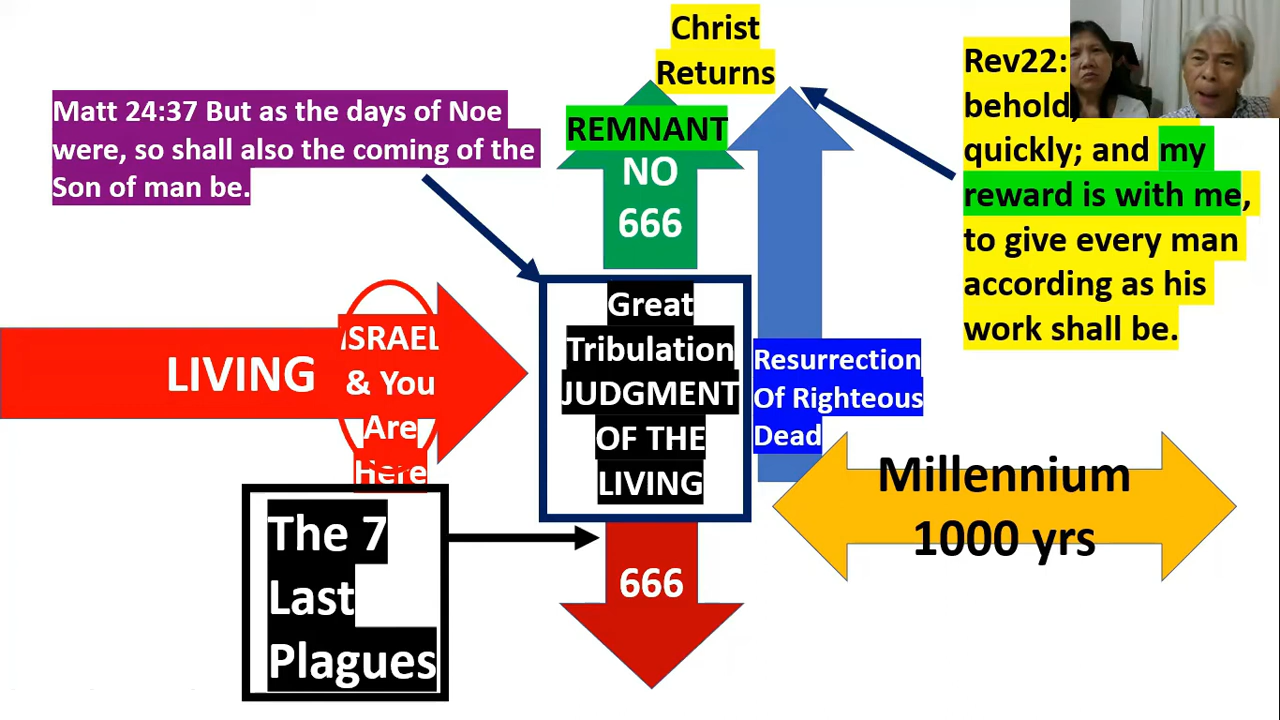 Christ
Returns
Matt 24:37 But as the days of Noe
were, so shall also the coming of the
Son of man be.
REMNANT
NO
666
Rev22:
behold,
quickly; and my
reward is with me,
to give every man
according as his
work shall be.
LIVING
ISRAEL
& You
Are
Here
Great
Tribulation
JUDGMENT
OF THE
LIVING
Resurrection
Of Righteous
Dead
Millennium
1000 yrs
The 7
Last
Plagues
666